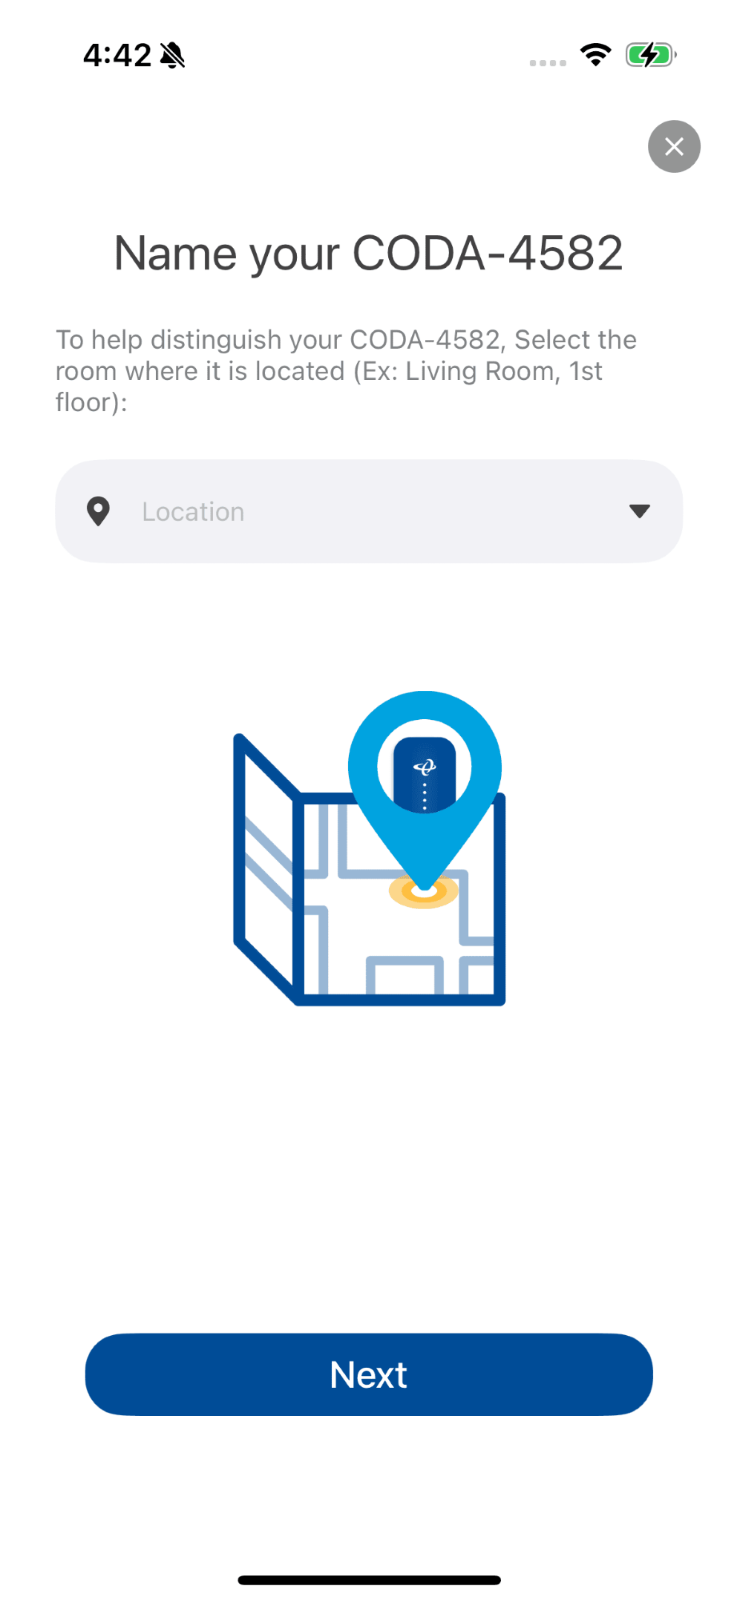 4:42
Name your CODA-4582
To help distinguish your CODA-4582, Select the
room where it is located (Ex: Living Room, 1st
floor):
Location
Next